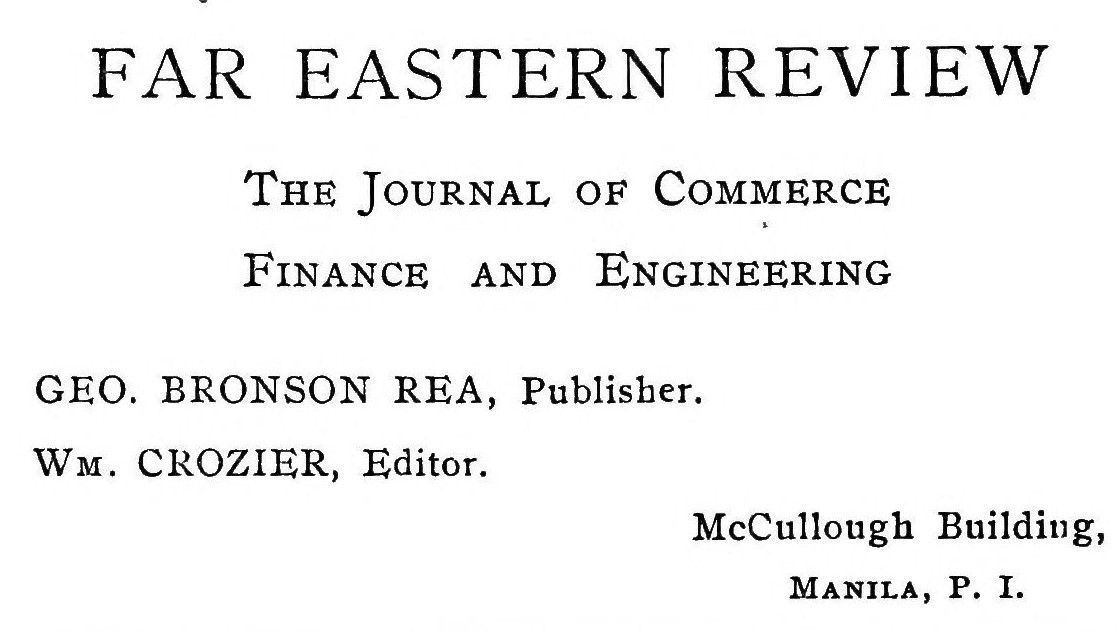 FAR EASTERN REVIEW
THE JOURNAL OF COMMERCE
FINANCE AND ENGINEERING
GEO. BRONSON REA, Publisher.
WM. CROZIER, Editor.
McCullough Building,
MANILA, P. I.